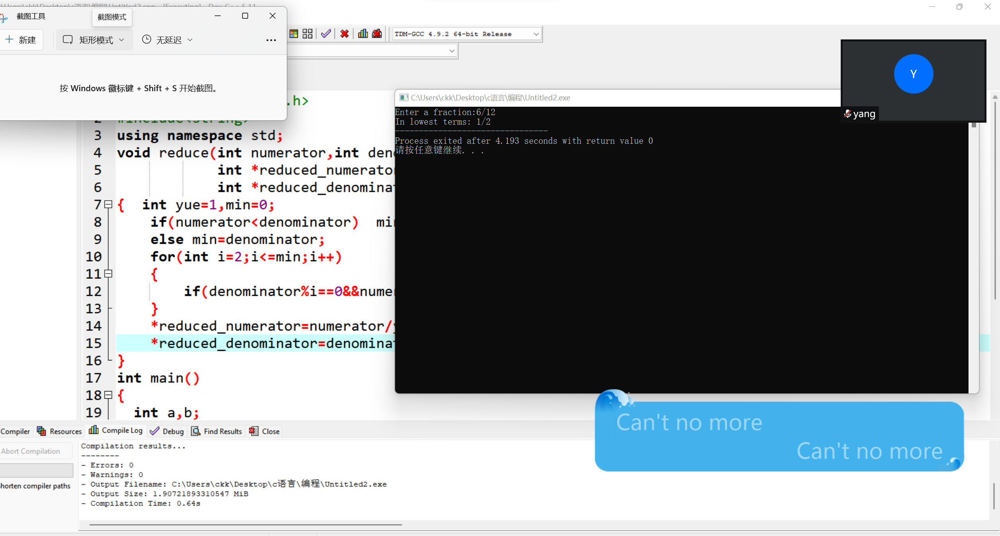 截图工具
截图模式
新建
矩形模式
无延迟
按 Windows 徽标键 + Shift + S 开始截图。
TDM-GCC 4.9.2 64-bit Release
Y
yang
C:\Users\ckk\Desktop\c语言\编程\Untitled2.exe
Enter a fraction:6/12
In lowest terms: 1/2
--------------------------------
Process exited after 4.193 seconds with return value 0
请按任意键继续. . .
.h>
2 #include<string>
3 using namespace std;
4 void reduce(int numerator,int
5 int *reduced_numerator
6 int *reduced_denomina
7 { int yue=1,min=0;
8 if(numerator<denominator)
9 else min=denominator;
10 for(int i=2;i<=min;i++)
11 {
12 if(denominator%i==0&&nume
13 }
14 *reduced_numerator=numerator/
15 *reduced_denominator=denomina
16 }
17 int main()
18 {
19 int a,b;
Compiler
Resources
Compile Log
Debug
Find Results
Close
Abort Compilation
horten compiler paths
Compilation results...
--------
- Errors: 0
- Warnings: 0
- Output Filename: C:\Users\ckk\Desktop\c语言\编程\Untitled2.exe
- Output Size: 1.90721893310547 MiB
- Compilation Time: 0.64s
Can't no more
Can't no more